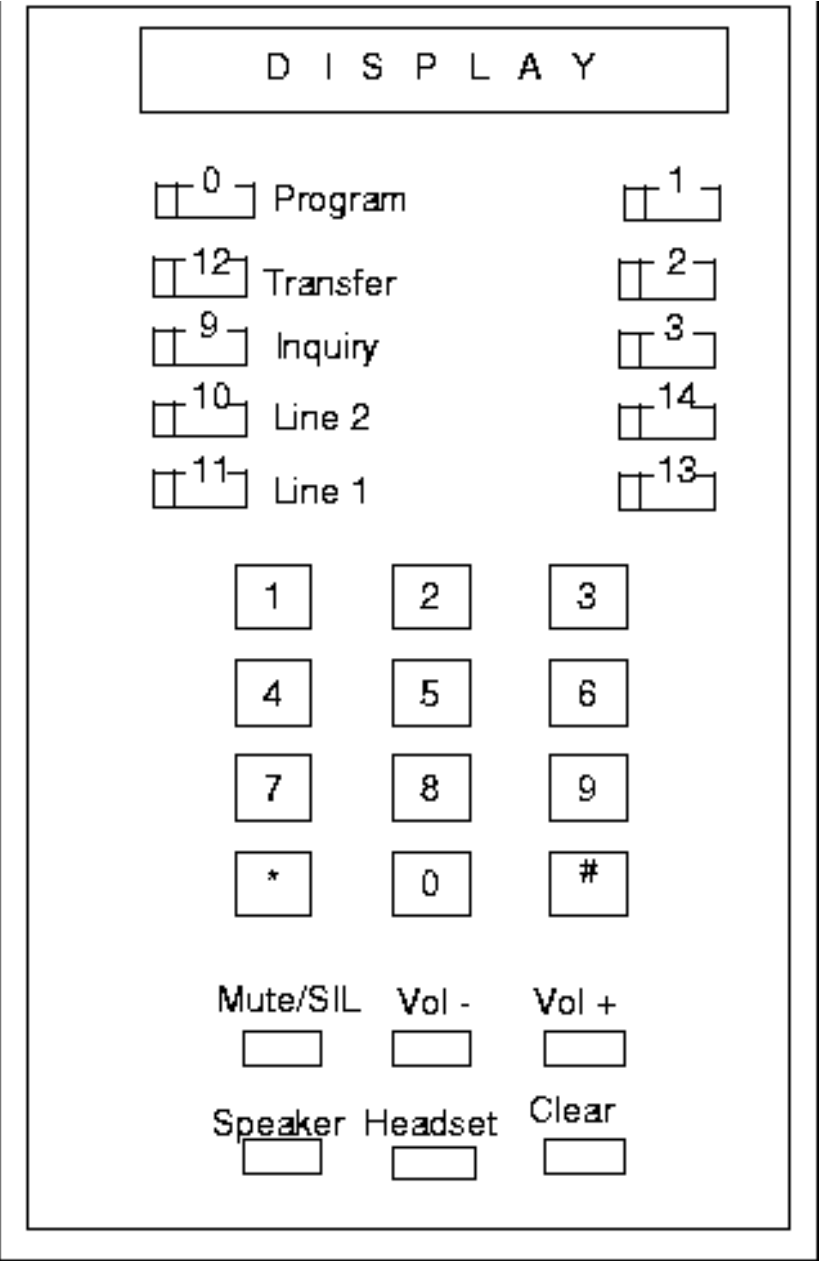 D I S P L A Y
0 Program 1
12 Transfer 2
9 Inquiry 3
10 Line 2 14
11 Line 1 13
1 2 3
4 5 6
7 8 9
* 0 #
Mute/SIL Vol - Vol +
Speaker Headset Clear